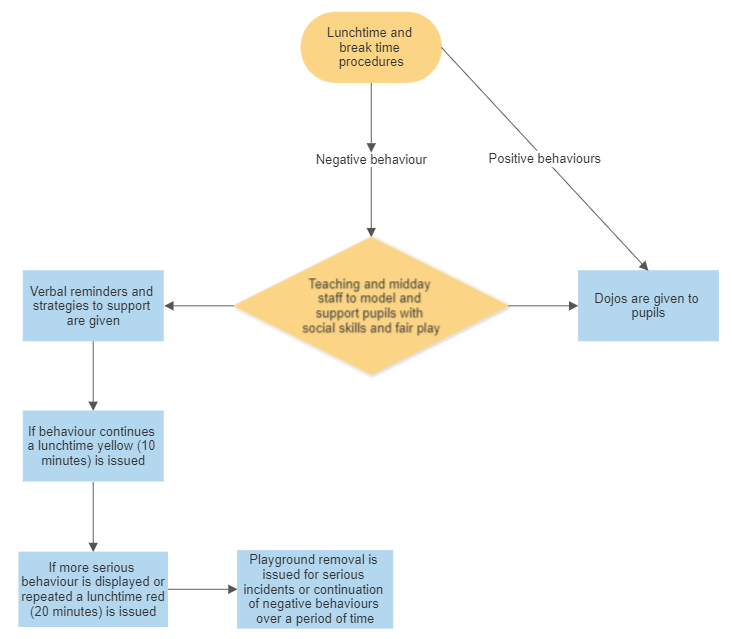 Lunchtime and
break time
procedures
Negative behaviour
Positive behaviours
Teaching and midday
staff to model and
support pupils with
social skills and fair play
Verbal reminders and
strategies to support
are given
Dojos are given to
pupils
If behaviour continues
a lunchtime yellow (10
minutes) is issued
If more serious
behaviour is displayed or
repeated a lunchtime red
(20 minutes) is issued
Playground removal is
issued for serious
incidents or continuation
of negative behaviours
over a period of time